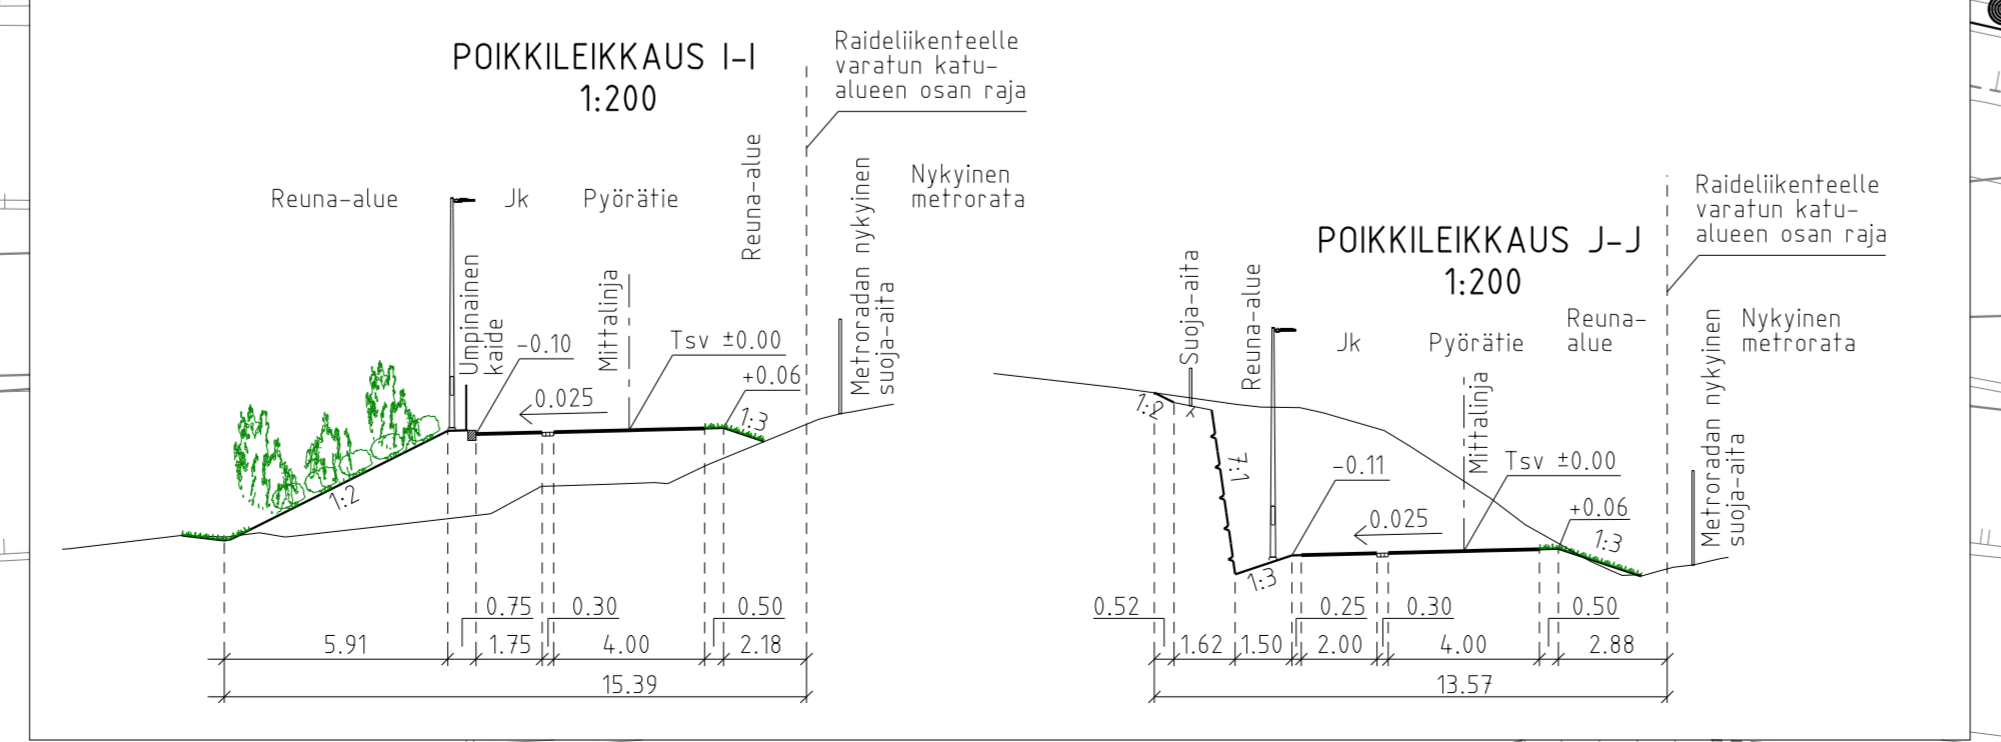 POIKKILEIKKAUS I-I
1:200
Raideliikenteelle
varatun katu-
alueen osan raja
Reuna-alue
Jk
Pyörätie
Reuna-alue
Metroradan nykyinen
suoja-aita
Nykyinen
metrorata
Umpinainen
kaide
-0.10
Mittalinja
Tsv ±0.00
+0.06
0.025
1:3
1:2
0.75
0.30
0.50
5.91
1.75
4.00
2.18
15.39
POIKKILEIKKAUS J-J
1:200
Raideliikenteelle
varatun katu-
alueen osan raja
Suoja-aita
Reuna-alue
Jk
Pyörätie
Reuna-
alue
Metroradan nykyinen
suoja-aita
Nykyinen
metrorata
Mittalinja
1:2
7:1
-0.11
Tsv ±0.00
+0.06
0.025
1:3
1:3
0.52
0.25
0.30
0.50
1.62
1.50
2.00
4.00
2.88
13.57